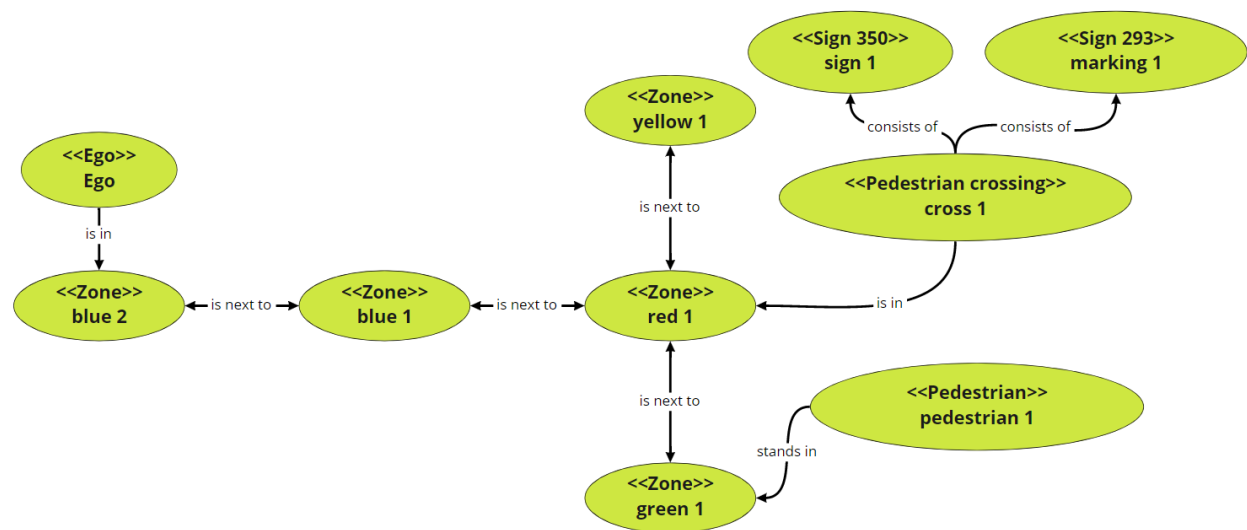 <<Sign 350>>
sign 1
<<Sign 293>>
marking 1
<<Zone>>
yellow 1
consists of
consists of
<<Ego>>
Ego
<<Pedestrian crossing>>
cross 1
is next to
is in
<<Zone>>
blue 2
is next to
<<Zone>>
blue 1
is next to
<<Zone>>
red 1
is in
is next to
<<Pedestrian>>
pedestrian 1
stands in
<<Zone>>
green 1